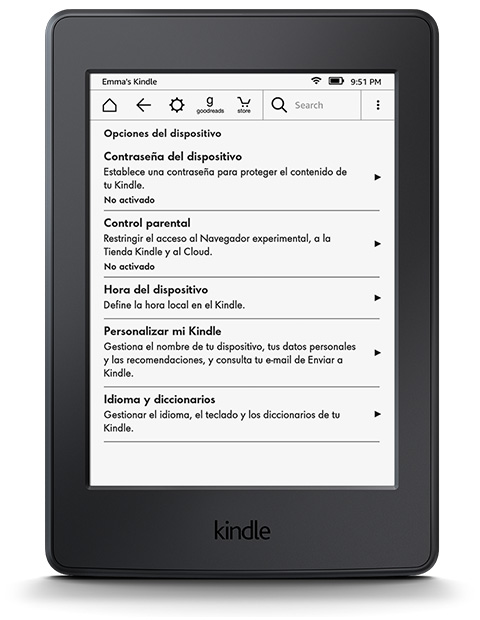 Emma's Kindle 9:51 PM
goodreads store Search
Opciones del dispositivo
Contraseña del dispositivo
Establece una contraseña para proteger el contenido de
tu Kindle.
No activado
Control parental
Restringir el acceso al Navegador experimental, a la
Tienda Kindle y al Cloud.
No activado
Hora del dispositivo
Define la hora local en el Kindle.
Personalizar mi Kindle
Gestiona el nombre de tu dispositivo, tus datos personales
y las recomendaciones, y consulta tu e-mail de Enviar a
Kindle.
Idioma y diccionarios
Gestionar el idioma, el teclado y los diccionarios de tu
Kindle.
kindle